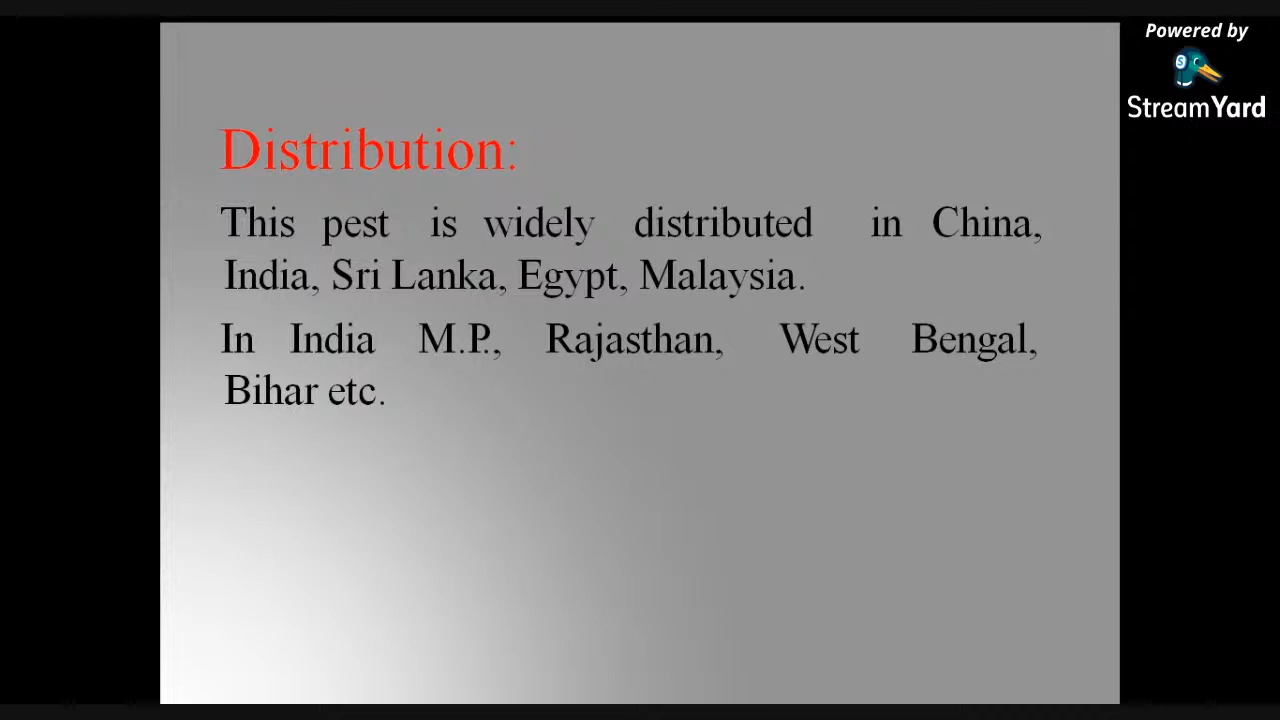 Powered by
StreamYard
Distribution:
This pest is widely distributed in China,
India, Sri Lanka, Egypt, Malaysia.
In India M.P., Rajasthan, West Bengal,
Bihar etc.